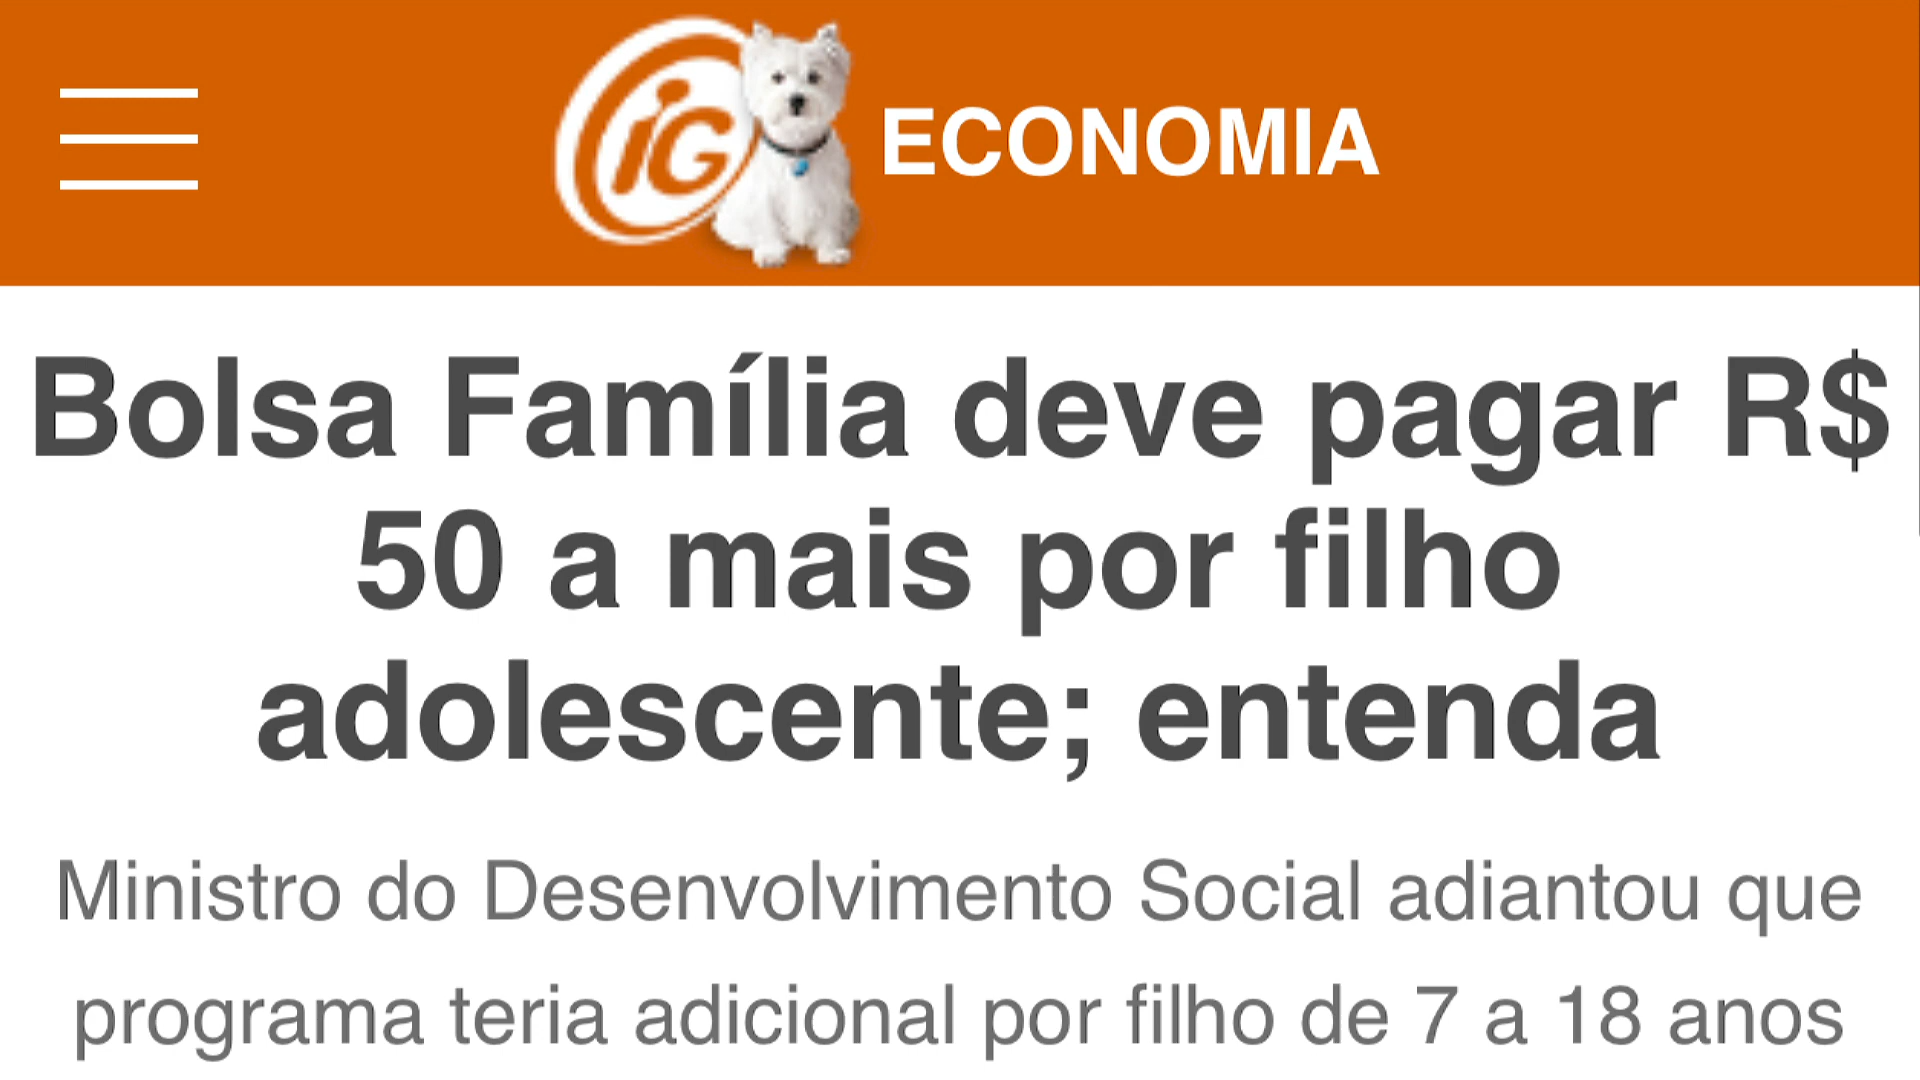 iG ECONOMIA
Bolsa Família deve pagar R$
50 a mais por filho
adolescente; entenda
Ministro do Desenvolvimento Social adiantou que
programa teria adicional por filho de 7 a 18 anos